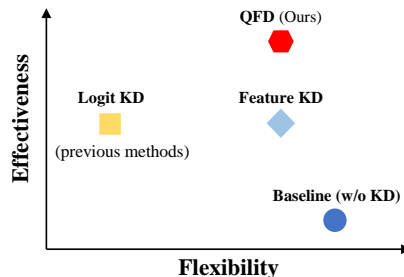 QFD (Ours)
Logit KD
Feature KD
(previous methods)
Baseline (w/o KD)
Effectiveness
Flexibility